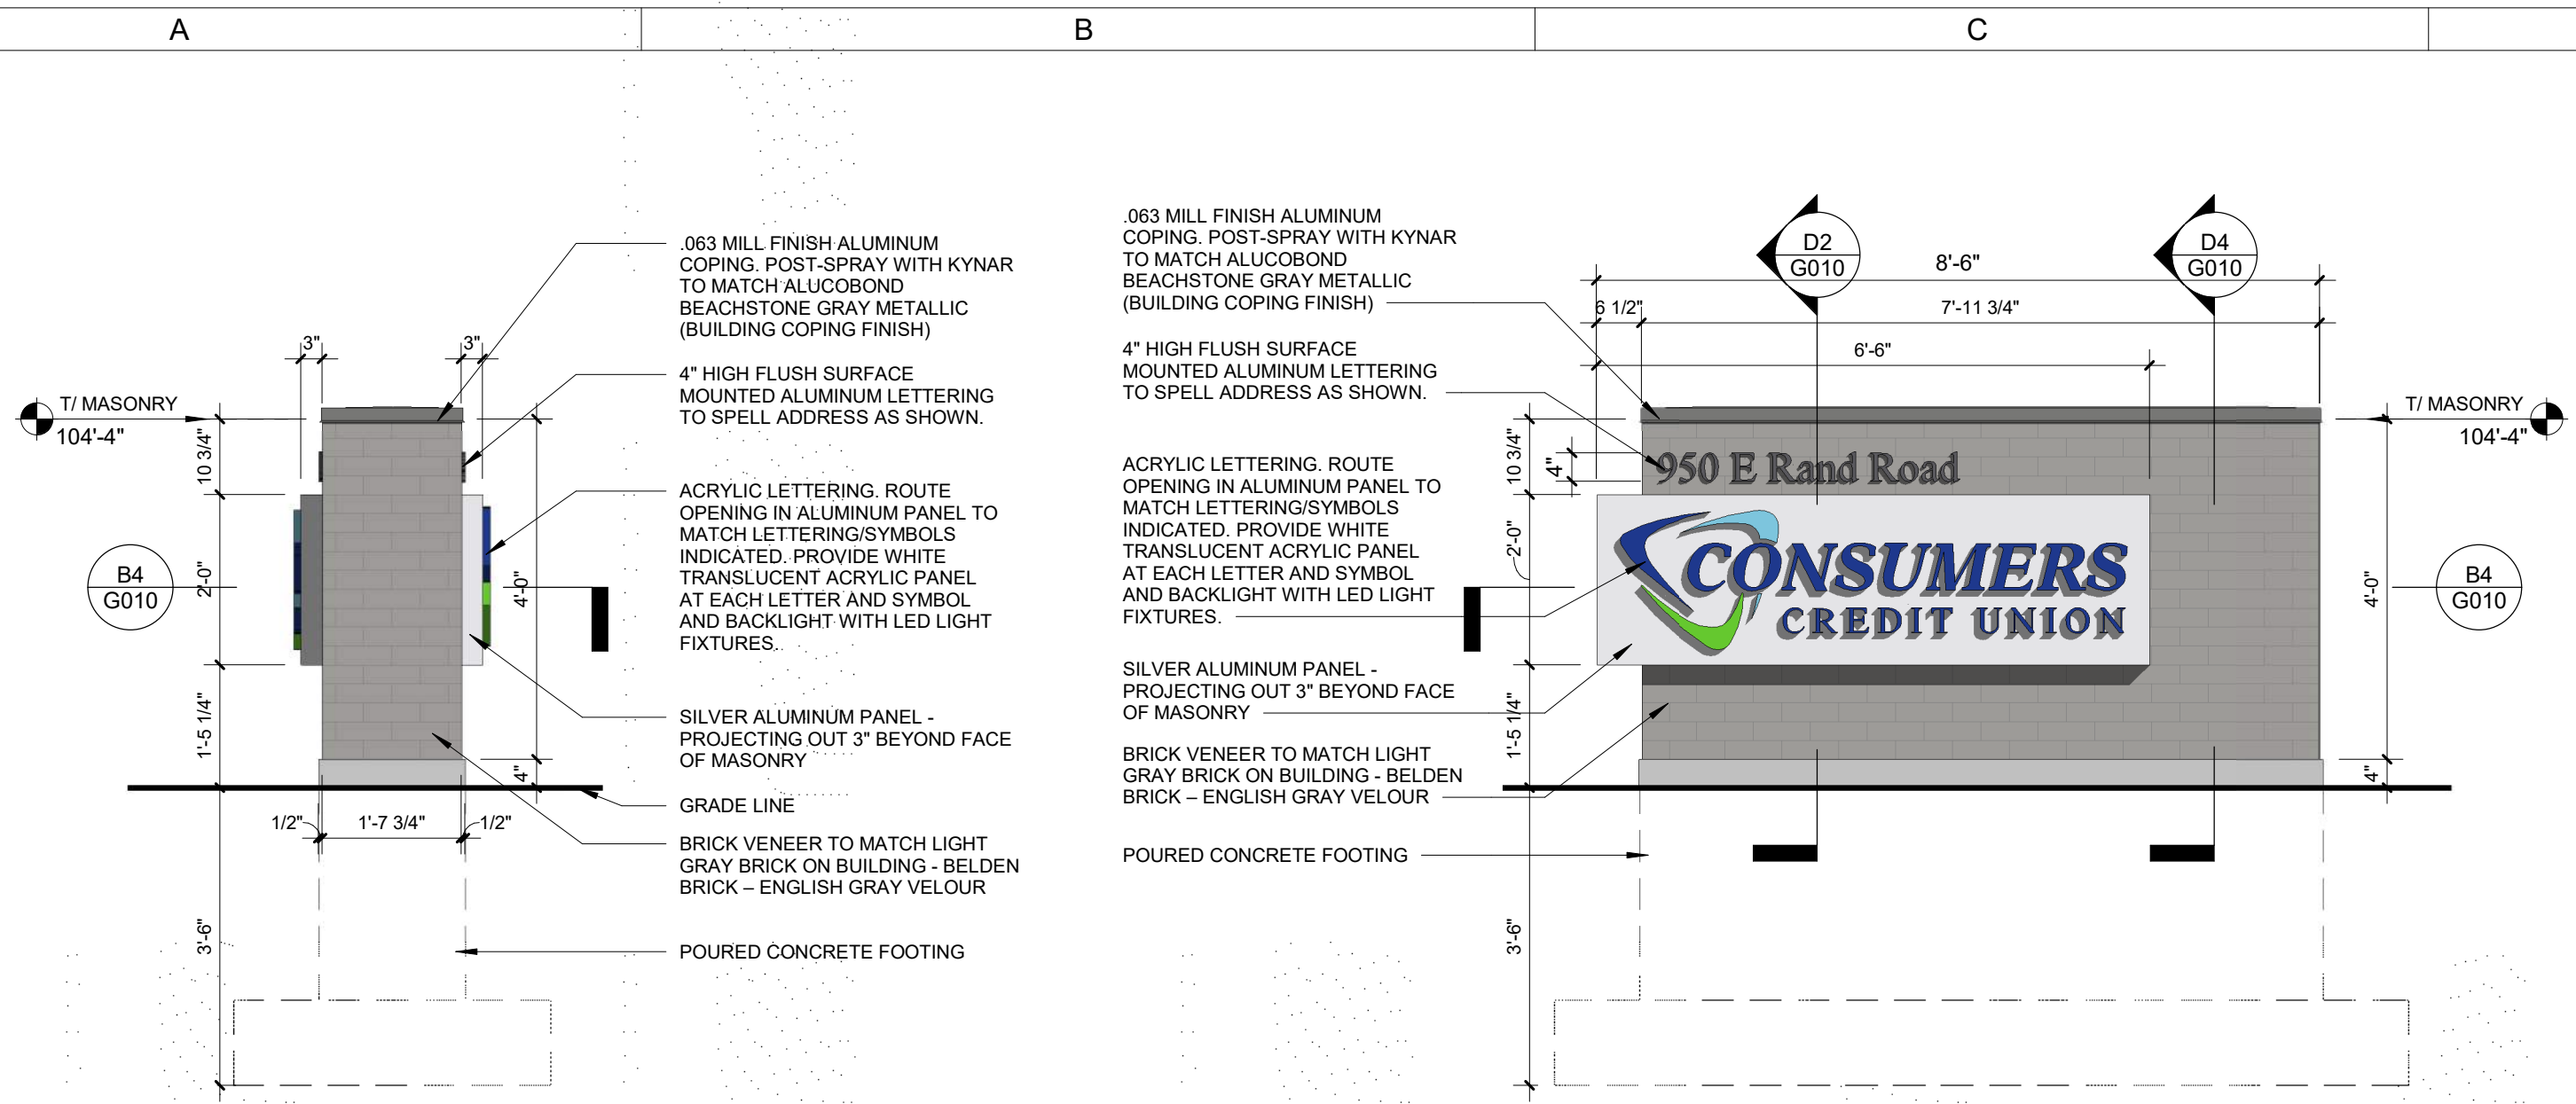 A
B
C
.063 MILL FINISH ALUMINUM
COPING. POST-SPRAY WITH KYNAR
TO MATCH ALUCOBOND
BEACHSTONE GRAY METALLIC
(BUILDING COPING FINISH)
4" HIGH FLUSH SURFACE
MOUNTED ALUMINUM LETTERING
TO SPELL ADDRESS AS SHOWN.
ACRYLIC LETTERING. ROUTE
OPENING IN ALUMINUM PANEL TO
MATCH LETTERING/SYMBOLS
INDICATED. PROVIDE WHITE
TRANSLUCENT ACRYLIC PANEL
AT EACH LETTER AND SYMBOL
AND BACKLIGHT WITH LED LIGHT
FIXTURES.
SILVER ALUMINUM PANEL -
PROJECTING OUT 3" BEYOND FACE
OF MASONRY
GRADE LINE
BRICK VENEER TO MATCH LIGHT
GRAY BRICK ON BUILDING - BELDEN
BRICK – ENGLISH GRAY VELOUR
POURED CONCRETE FOOTING
3"
3"
T/ MASONRY
104'-4"
10 3/4"
2'-0"
1'-5 1/4"
3'-6"
4'-0"
4"
B4
G010
1/2"
1'-7 3/4"
1/2"
.063 MILL FINISH ALUMINUM
COPING. POST-SPRAY WITH KYNAR
TO MATCH ALUCOBOND
BEACHSTONE GRAY METALLIC
(BUILDING COPING FINISH)
4" HIGH FLUSH SURFACE
MOUNTED ALUMINUM LETTERING
TO SPELL ADDRESS AS SHOWN.
ACRYLIC LETTERING. ROUTE
OPENING IN ALUMINUM PANEL TO
MATCH LETTERING/SYMBOLS
INDICATED. PROVIDE WHITE
TRANSLUCENT ACRYLIC PANEL
AT EACH LETTER AND SYMBOL
AND BACKLIGHT WITH LED LIGHT
FIXTURES.
SILVER ALUMINUM PANEL -
PROJECTING OUT 3" BEYOND FACE
OF MASONRY
BRICK VENEER TO MATCH LIGHT
GRAY BRICK ON BUILDING - BELDEN
BRICK – ENGLISH GRAY VELOUR
POURED CONCRETE FOOTING
D2
G010
D4
G010
8'-6"
6 1/2"
7'-11 3/4"
6'-6"
10 3/4"
4"
2'-0"
1'-5 1/4"
3'-6"
950 E Rand Road
CONSUMERS
CREDIT UNION
T/ MASONRY
104'-4"
4'-0"
4"
B4
G010